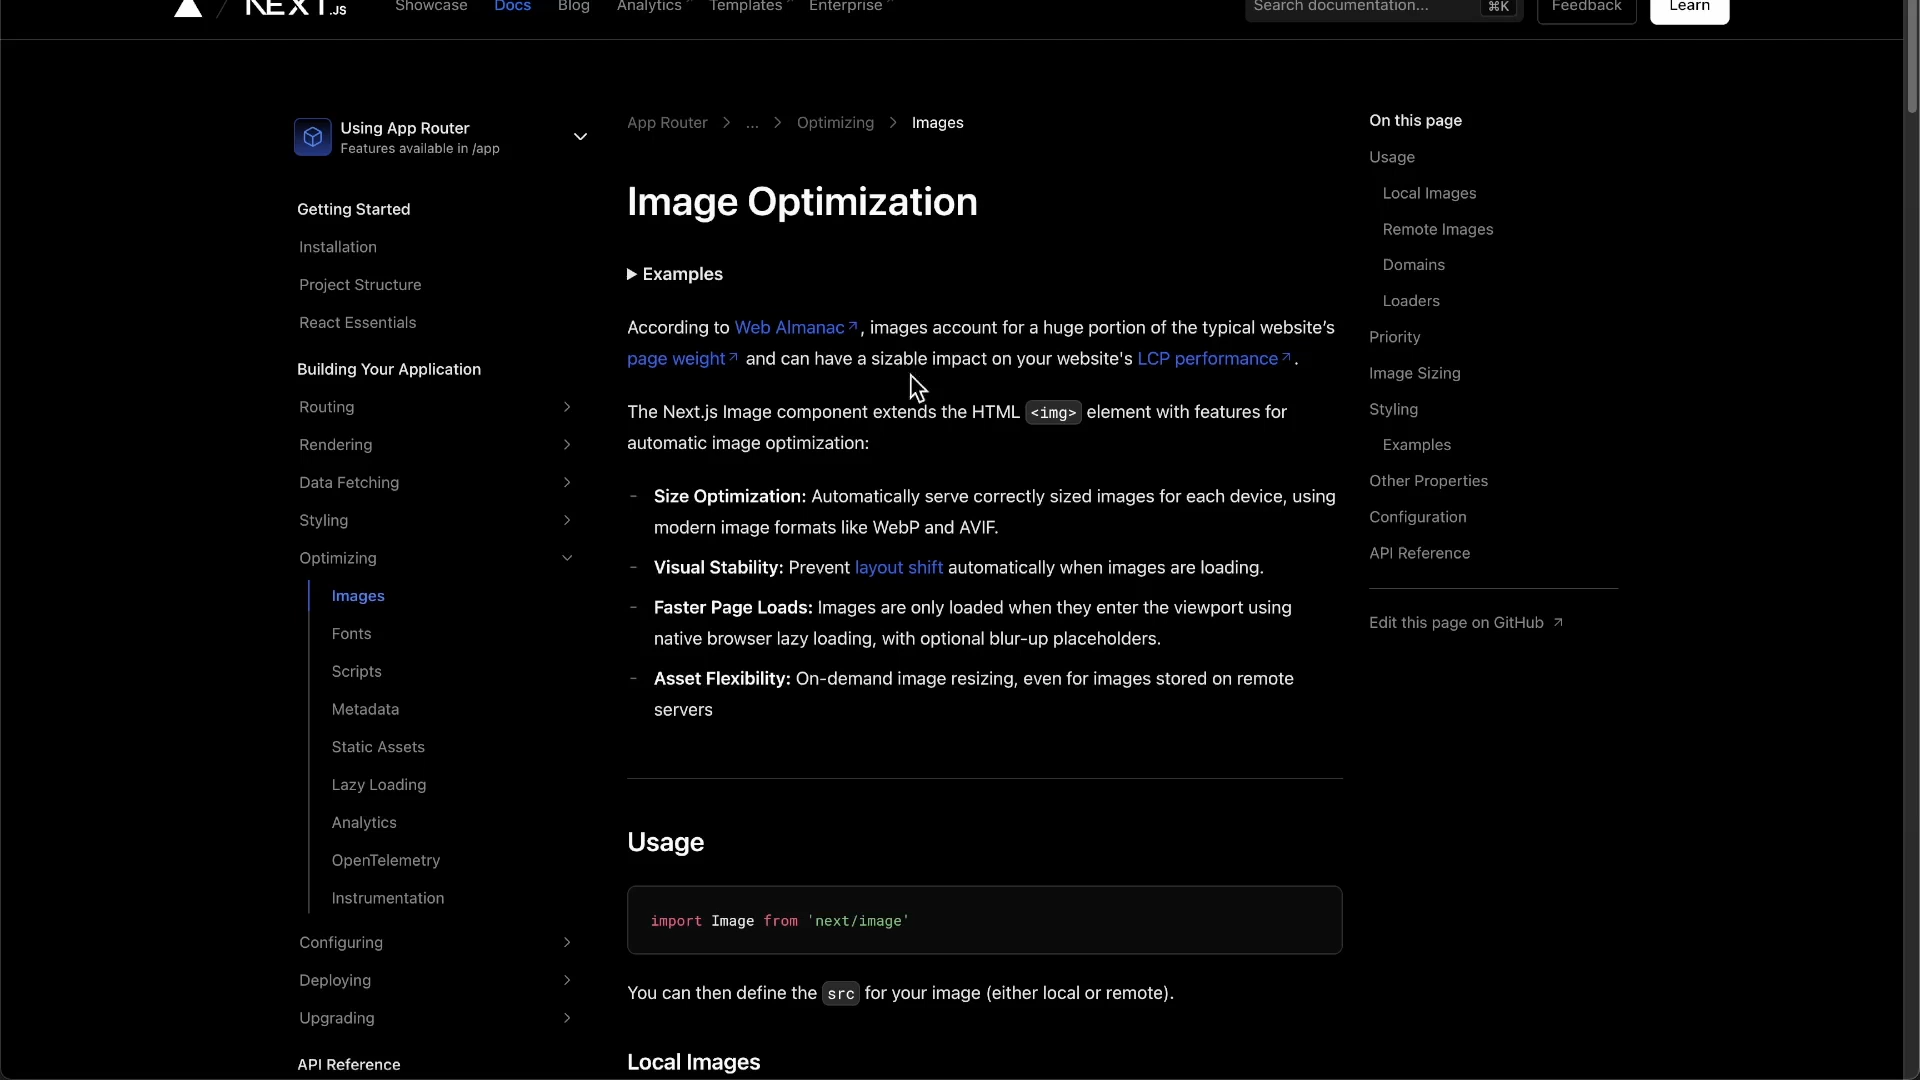 NEXT.JS
Showcase
Docs
Blog
Analytics
Templates
Enterprise
Search documentation...
⌘K
Feedback
Learn
Using App Router
Features available in /app
Getting Started
Installation
Project Structure
React Essentials
Building Your Application
Routing
Rendering
Data Fetching
Styling
Optimizing
Images
Fonts
Scripts
Metadata
Static Assets
Lazy Loading
Analytics
OpenTelemetry
Instrumentation
Configuring
Deploying
Upgrading
API Reference
App Router > ... > Optimizing > Images
Image Optimization
Examples
According to Web Almanac, images account for a huge portion of the typical website’s
page weight and can have a sizable impact on your website's LCP performance.
The Next.js Image component extends the HTML <img> element with features for
automatic image optimization:
- Size Optimization: Automatically serve correctly sized images for each device, using
modern image formats like WebP and AVIF.
- Visual Stability: Prevent layout shift automatically when images are loading.
- Faster Page Loads: Images are only loaded when they enter the viewport using
native browser lazy loading, with optional blur-up placeholders.
- Asset Flexibility: On-demand image resizing, even for images stored on remote
servers
Usage
import Image from 'next/image'
You can then define the src for your image (either local or remote).
Local Images
On this page
Usage
Local Images
Remote Images
Domains
Loaders
Priority
Image Sizing
Styling
Examples
Other Properties
Configuration
API Reference
Edit this page on GitHub